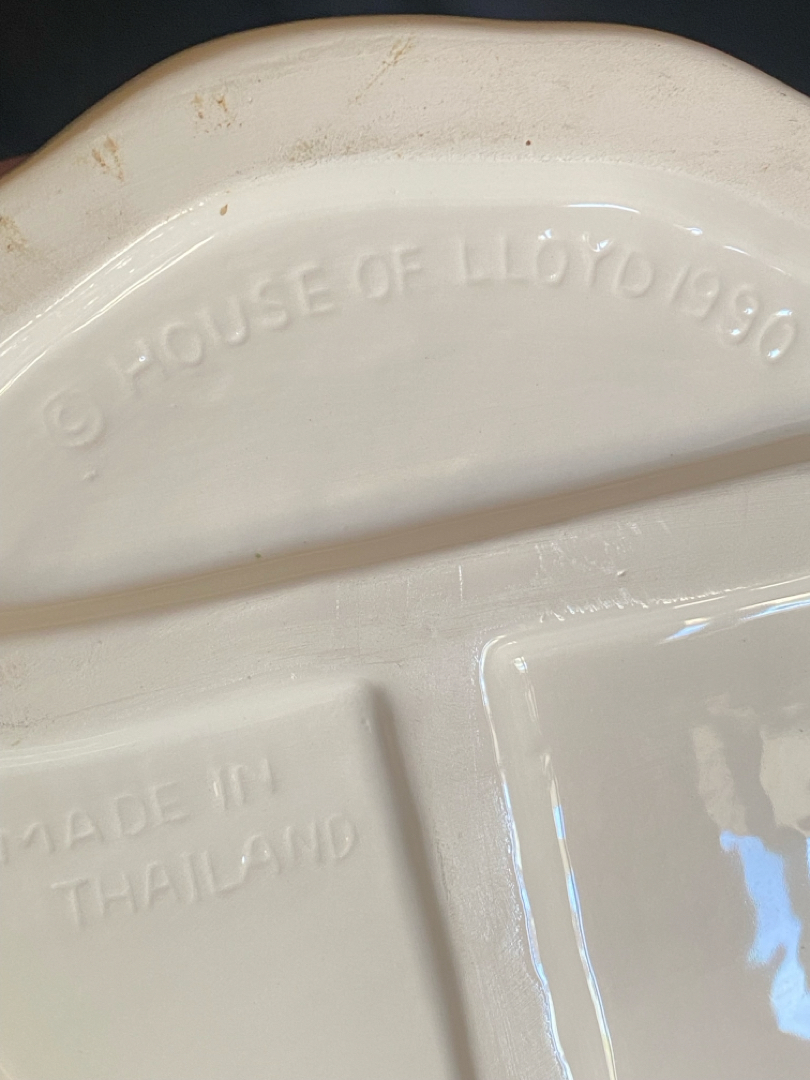 © HOUSE OF LLOYD 1990
MADE IN
THAILAND